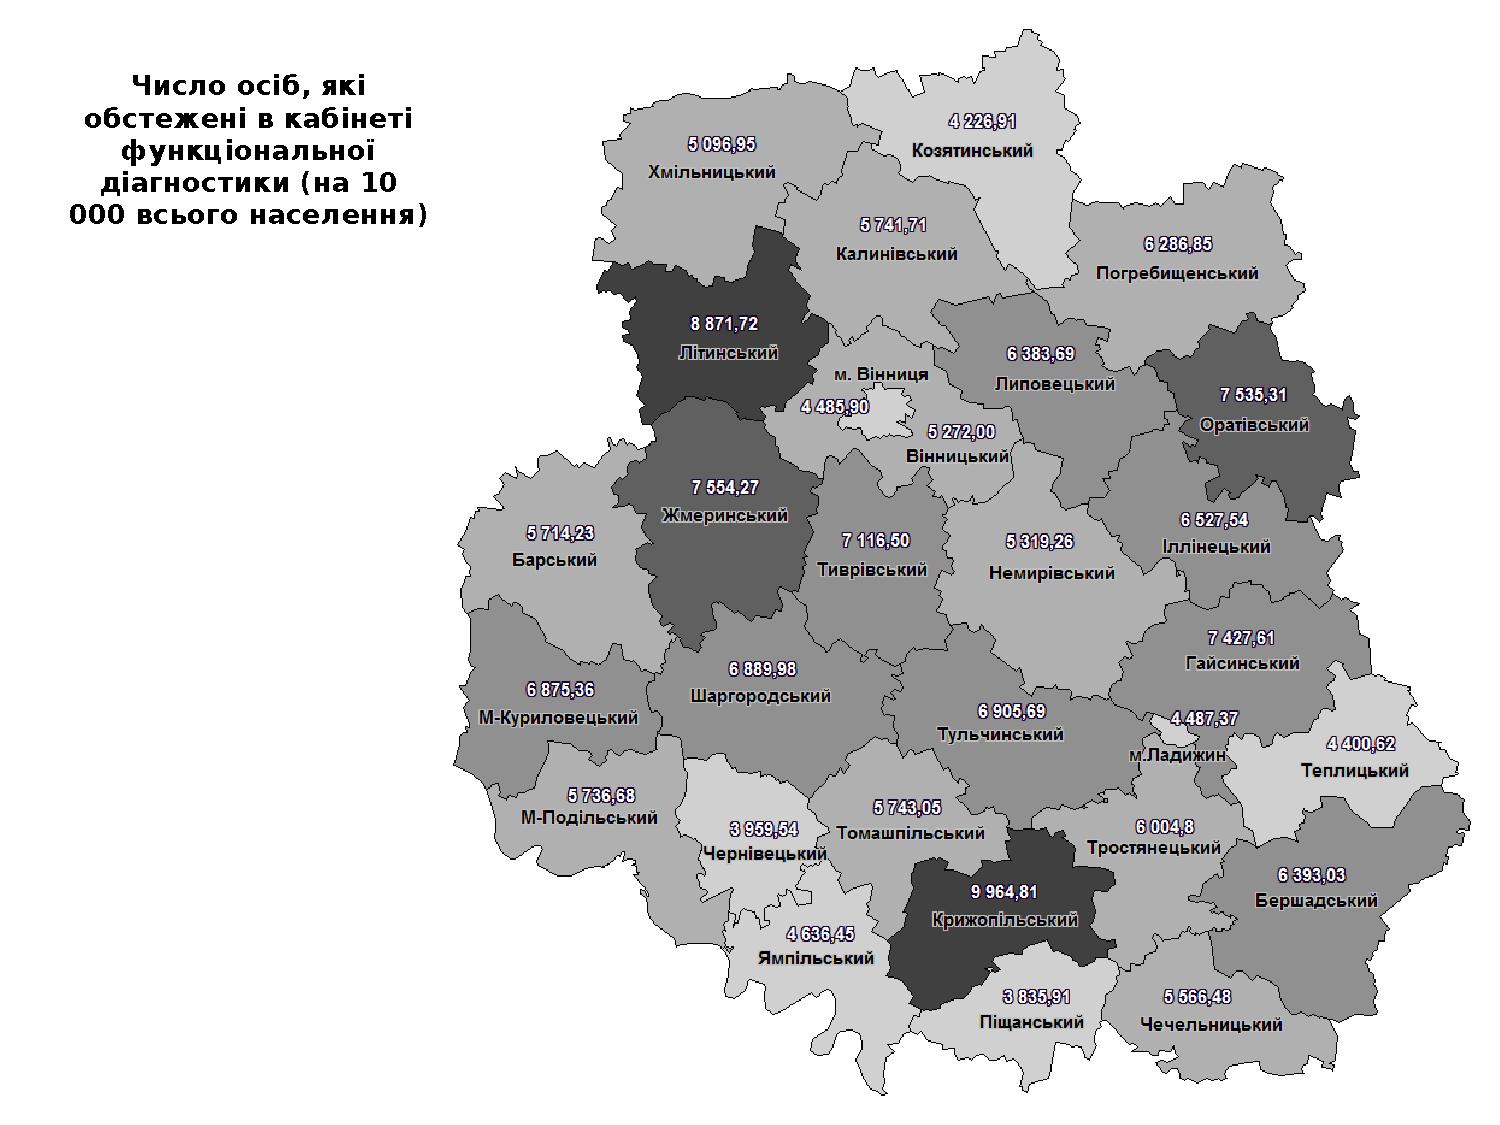 Число осіб, які
обстежені в кабінеті
функціональної
діагностики (на 10
000 всього населення)
4 226,91
Козятинський
5 096,95
Хмільницький
5 741,71
Калинівський
6 286,85
Погребищенський
8 871,72
Літинський
6 383,69
Липовецький
м. Вінниця
4 485,90
7 535,31
Оратівський
5 272,00
Вінницький
7 554,27
Жмеринський
5 714,23
Барський
7 116,50
Тиврівський
5 319,26
Немирівський
6 527,54
Іллінецький
7 427,61
Гайсинський
6 889,98
Шаргородський
6 875,36
М-Куриловецький
6 905,69
Тульчинський
4 487,37
м.Ладижин
4 400,62
Теплицький
5 736,68
М-Подільський
3 959,54
Чернівецький
5 743,05
Томашпільський
6 004,8
Тростянецький
6 393,03
Бершадський
9 964,81
Крижопільський
4 636,45
Ямпільський
3 835,91
Піщанський
5 566,48
Чечельницький